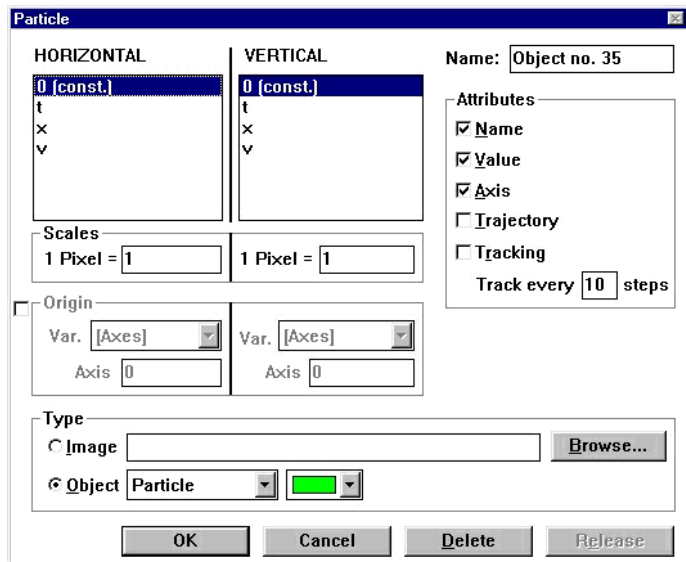 Particle
HORIZONTAL
0 (const.)
t
x
v
VERTICAL
0 (const.)
t
x
v
Name: Object no. 35
Attributes
Name
Value
Axis
Trajectory
Tracking
Track every 10 steps
Scales
1 Pixel = 1
1 Pixel = 1
Origin
Var. [Axes]
Axis 0
Var. [Axes]
Axis 0
Type
Image
Browse...
Object Particle
OK Cancel Delete Release